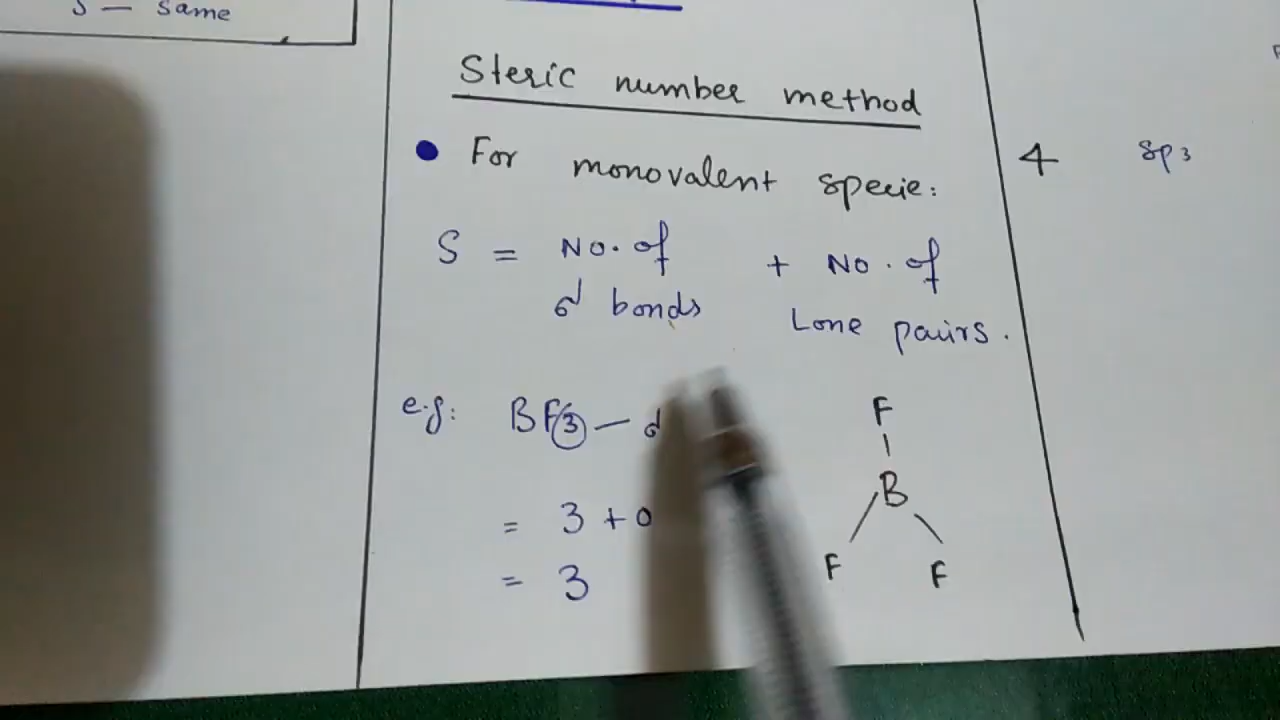 S — same
Steric number method
• For monovalent specie:
S = No. of + No. of
σ bonds Lone pairs.
e.g: BF3 — σ
= 3 + 0
= 3
F
B
F F
4 sp3